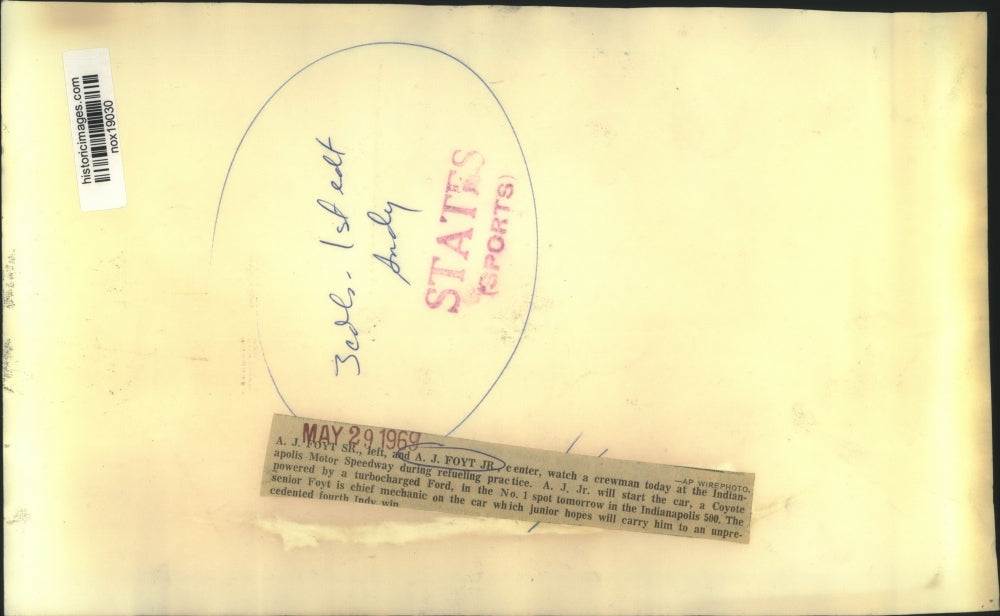 historicimages.com
nox19030
3 cols. 1st edt
Andy
STATES
(SPORTS)
MAY 29 1969
—AP WIREPHOTO.
A. J. FOYT SR., left, and A. J. FOYT JR., center, watch a crewman today at the Indian-
apolis Motor Speedway during refueling practice. A. J. Jr. will start the car, a Coyote
powered by a turbocharged Ford, in the No. 1 spot tomorrow in the Indianapolis 500. The
senior Foyt is chief mechanic on the car which junior hopes will carry him to an unpre-
cedented fourth Indy win